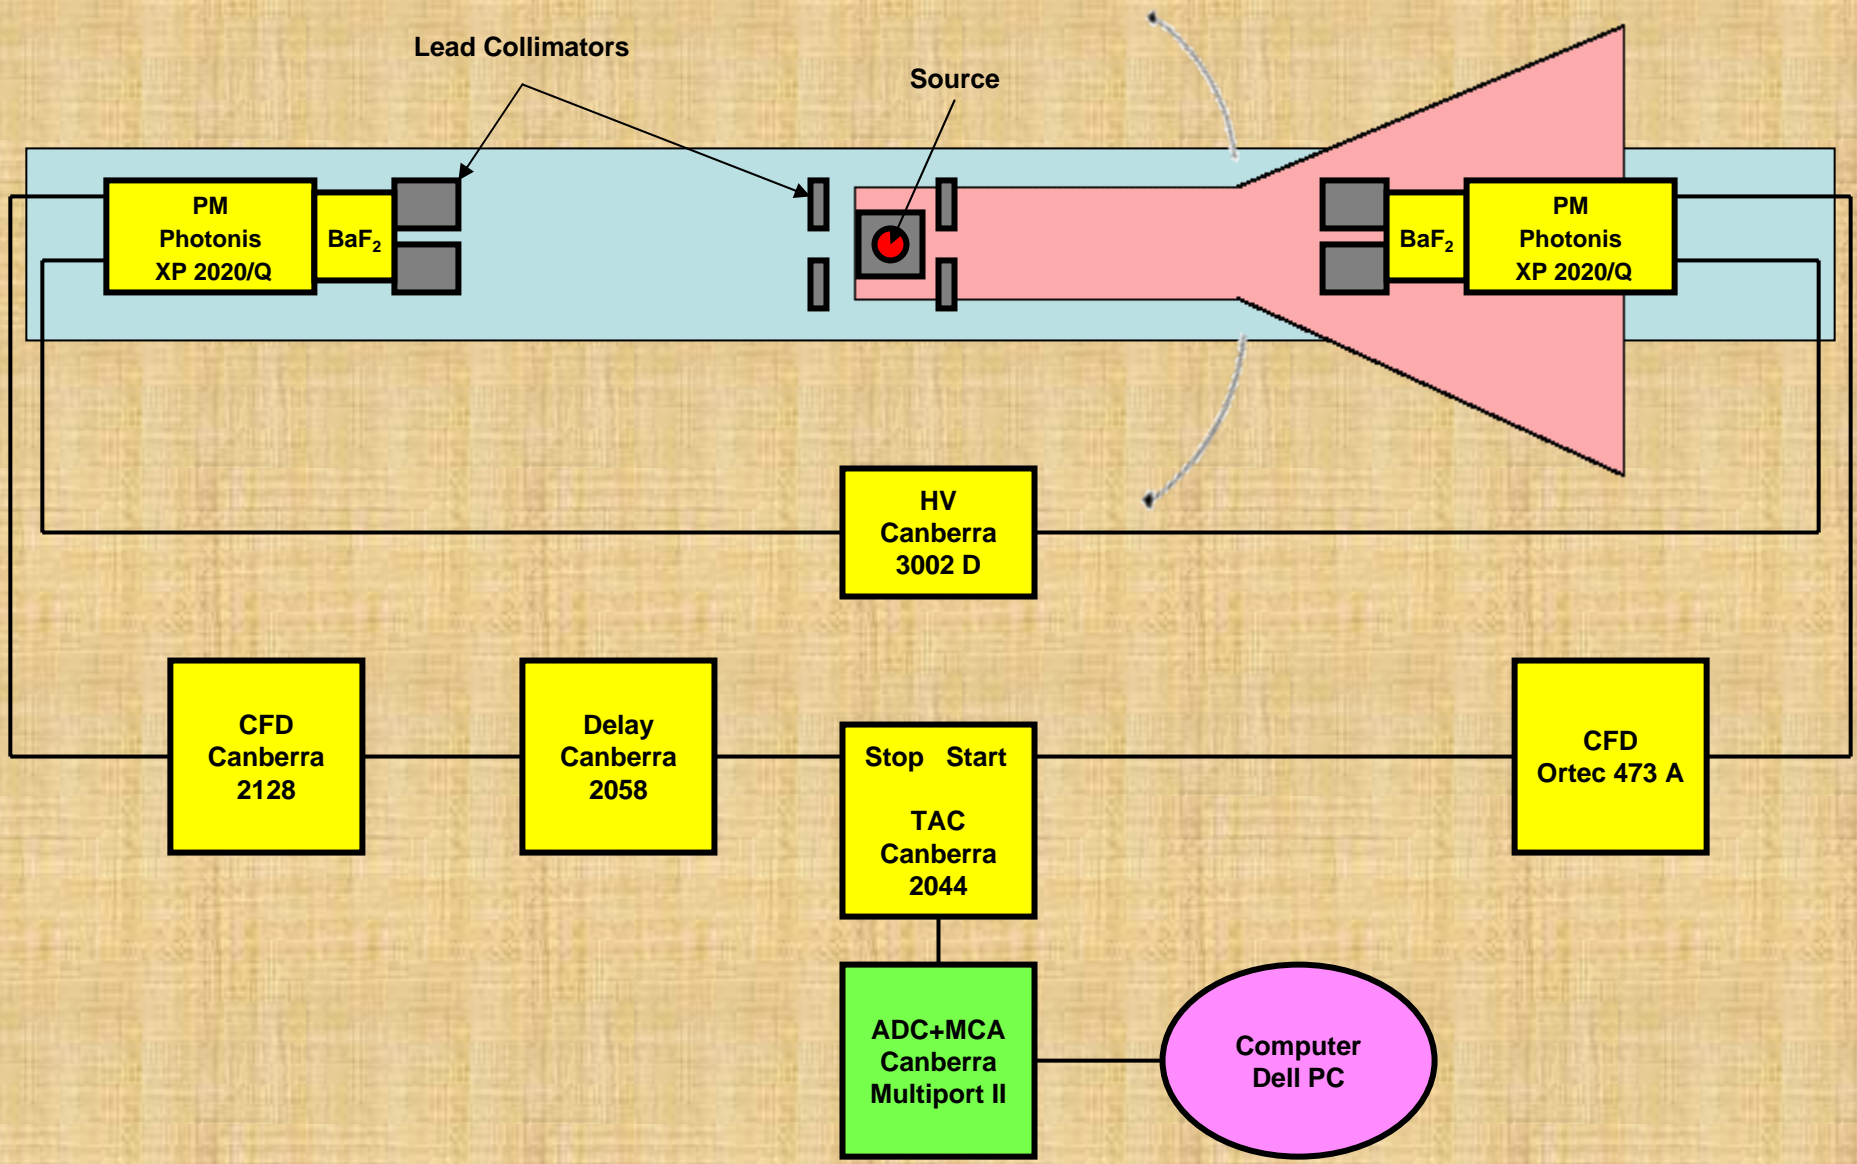 Lead Collimators
Source
PM
Photonis
XP 2020/Q
BaF₂
BaF₂
PM
Photonis
XP 2020/Q
HV
Canberra
3002 D
CFD
Canberra
2128
Delay
Canberra
2058
Stop Start
TAC
Canberra
2044
CFD
Ortec 473 A
ADC+MCA
Canberra
Multiport II
Computer
Dell PC